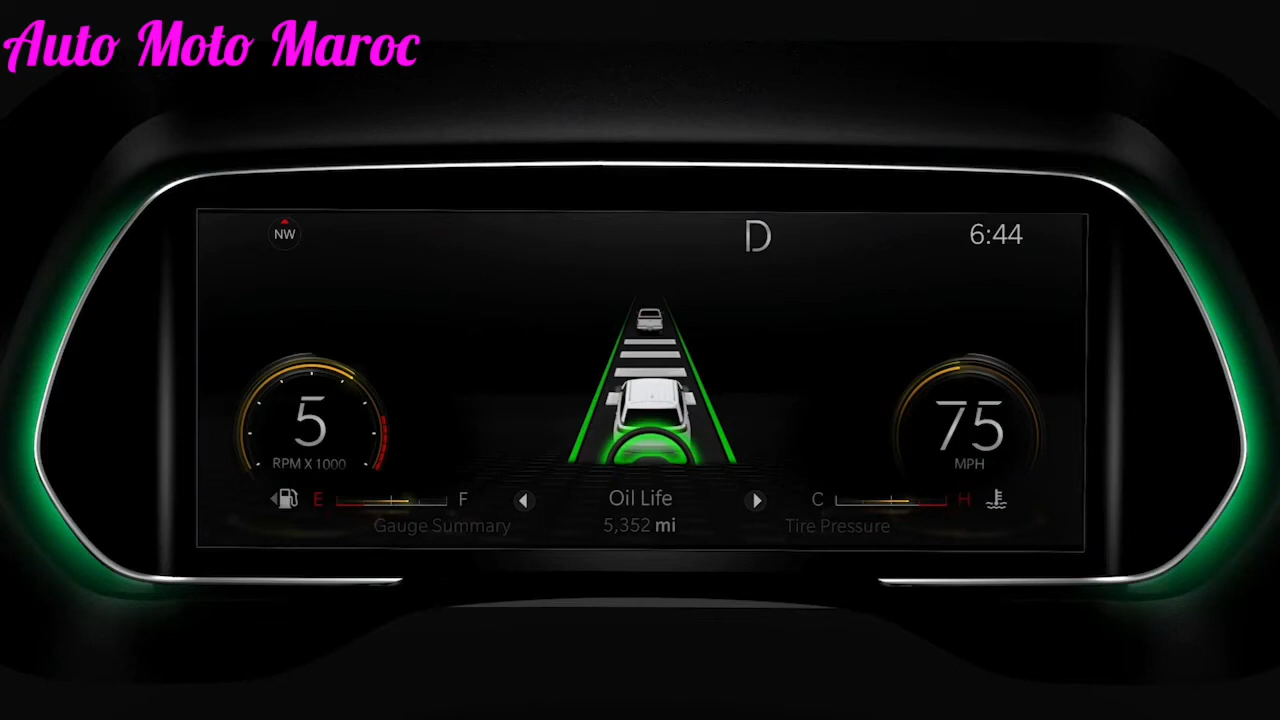 Auto Moto Maroc
NW
D
6:44
5
RPM X 1000
75
MPH
E
F
Oil Life
5,352 mi
C
H
Gauge Summary
Tire Pressure